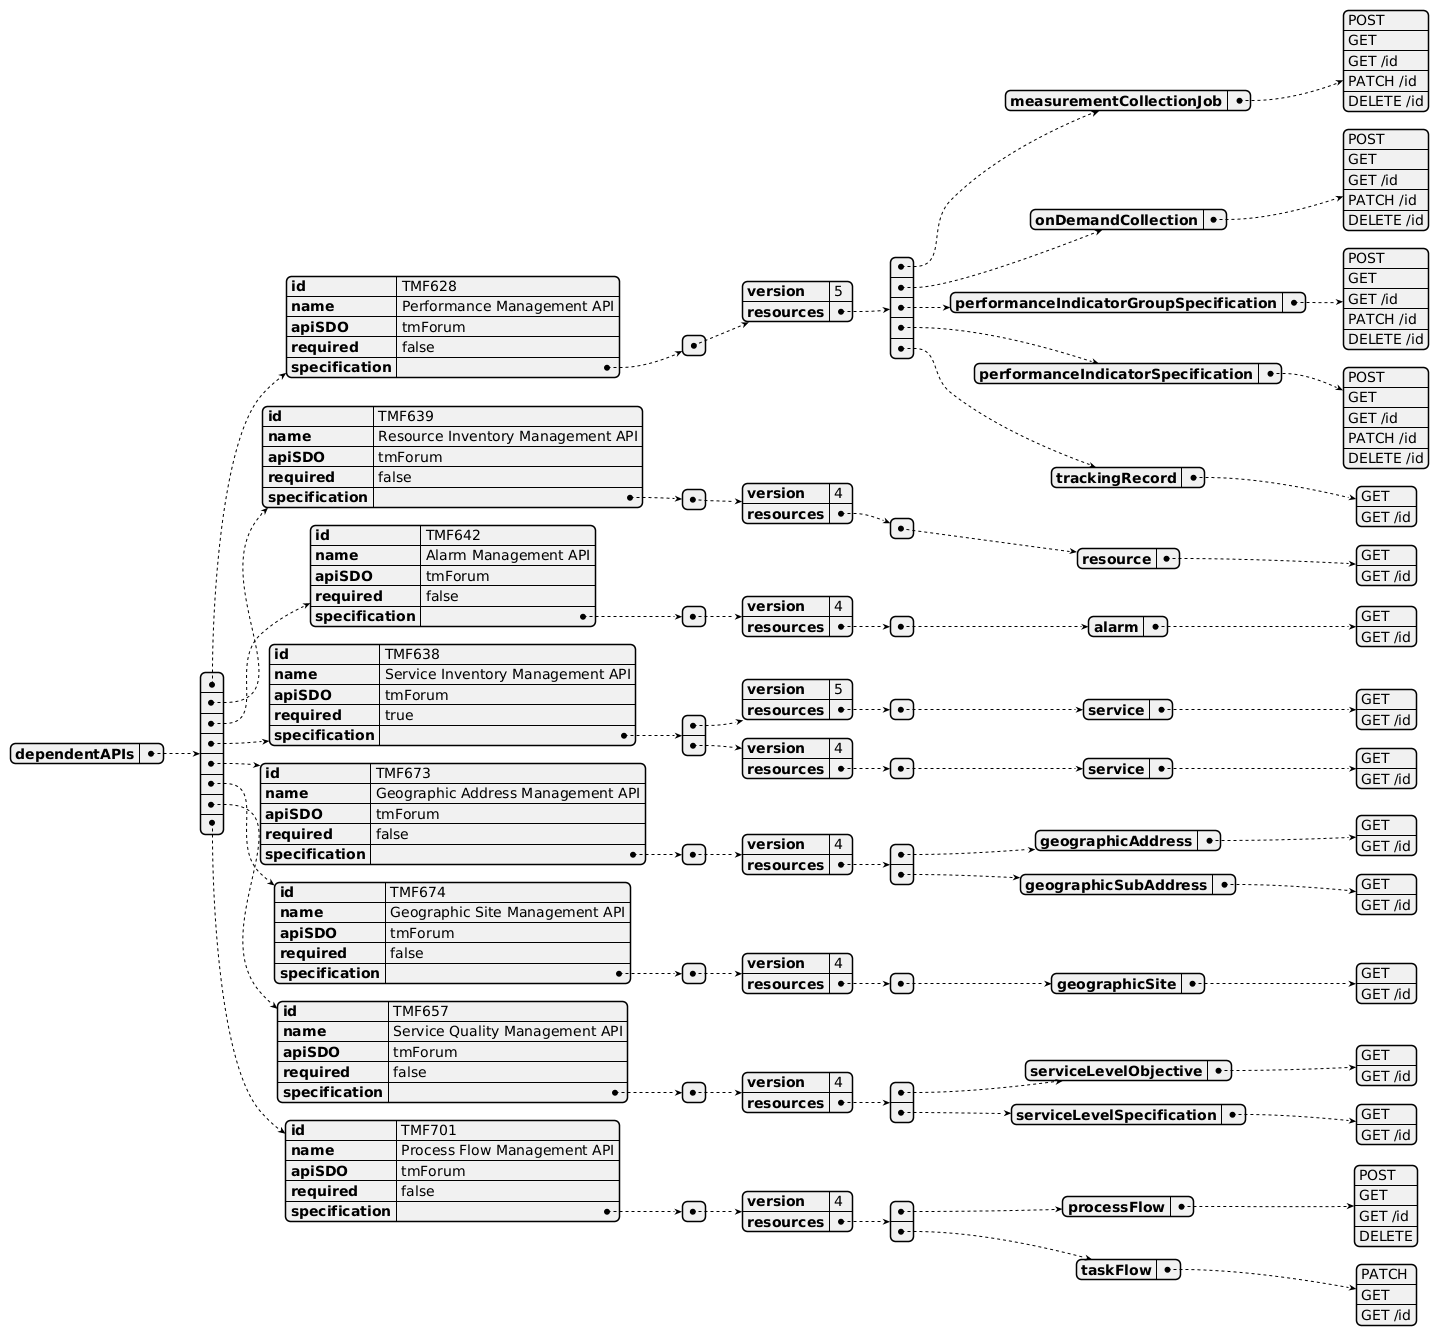 dependentAPIs
id TMF628
name Performance Management API
apiSDO tmForum
required false
specification
version 5
resources
measurementCollectionJob
POST
GET
GET /id
PATCH /id
DELETE /id
onDemandCollection
POST
GET
GET /id
PATCH /id
DELETE /id
performanceIndicatorGroupSpecification
POST
GET
GET /id
PATCH /id
DELETE /id
performanceIndicatorSpecification
POST
GET
GET /id
PATCH /id
DELETE /id
trackingRecord
GET
GET /id
id TMF639
name Resource Inventory Management API
apiSDO tmForum
required false
specification
version 4
resources
resource
GET
GET /id
id TMF642
name Alarm Management API
apiSDO tmForum
required false
specification
version 4
resources
alarm
GET
GET /id
id TMF638
name Service Inventory Management API
apiSDO tmForum
required true
specification
version 5
resources
service
GET
GET /id
version 4
resources
service
GET
GET /id
id TMF673
name Geographic Address Management API
apiSDO tmForum
required false
specification
version 4
resources
geographicAddress
GET
GET /id
geographicSubAddress
GET
GET /id
id TMF674
name Geographic Site Management API
apiSDO tmForum
required false
specification
version 4
resources
geographicSite
GET
GET /id
id TMF657
name Service Quality Management API
apiSDO tmForum
required false
specification
version 4
resources
serviceLevelObjective
GET
GET /id
serviceLevelSpecification
GET
GET /id
id TMF701
name Process Flow Management API
apiSDO tmForum
required false
specification
version 4
resources
processFlow
POST
GET
GET /id
DELETE
taskFlow
PATCH
GET
GET /id